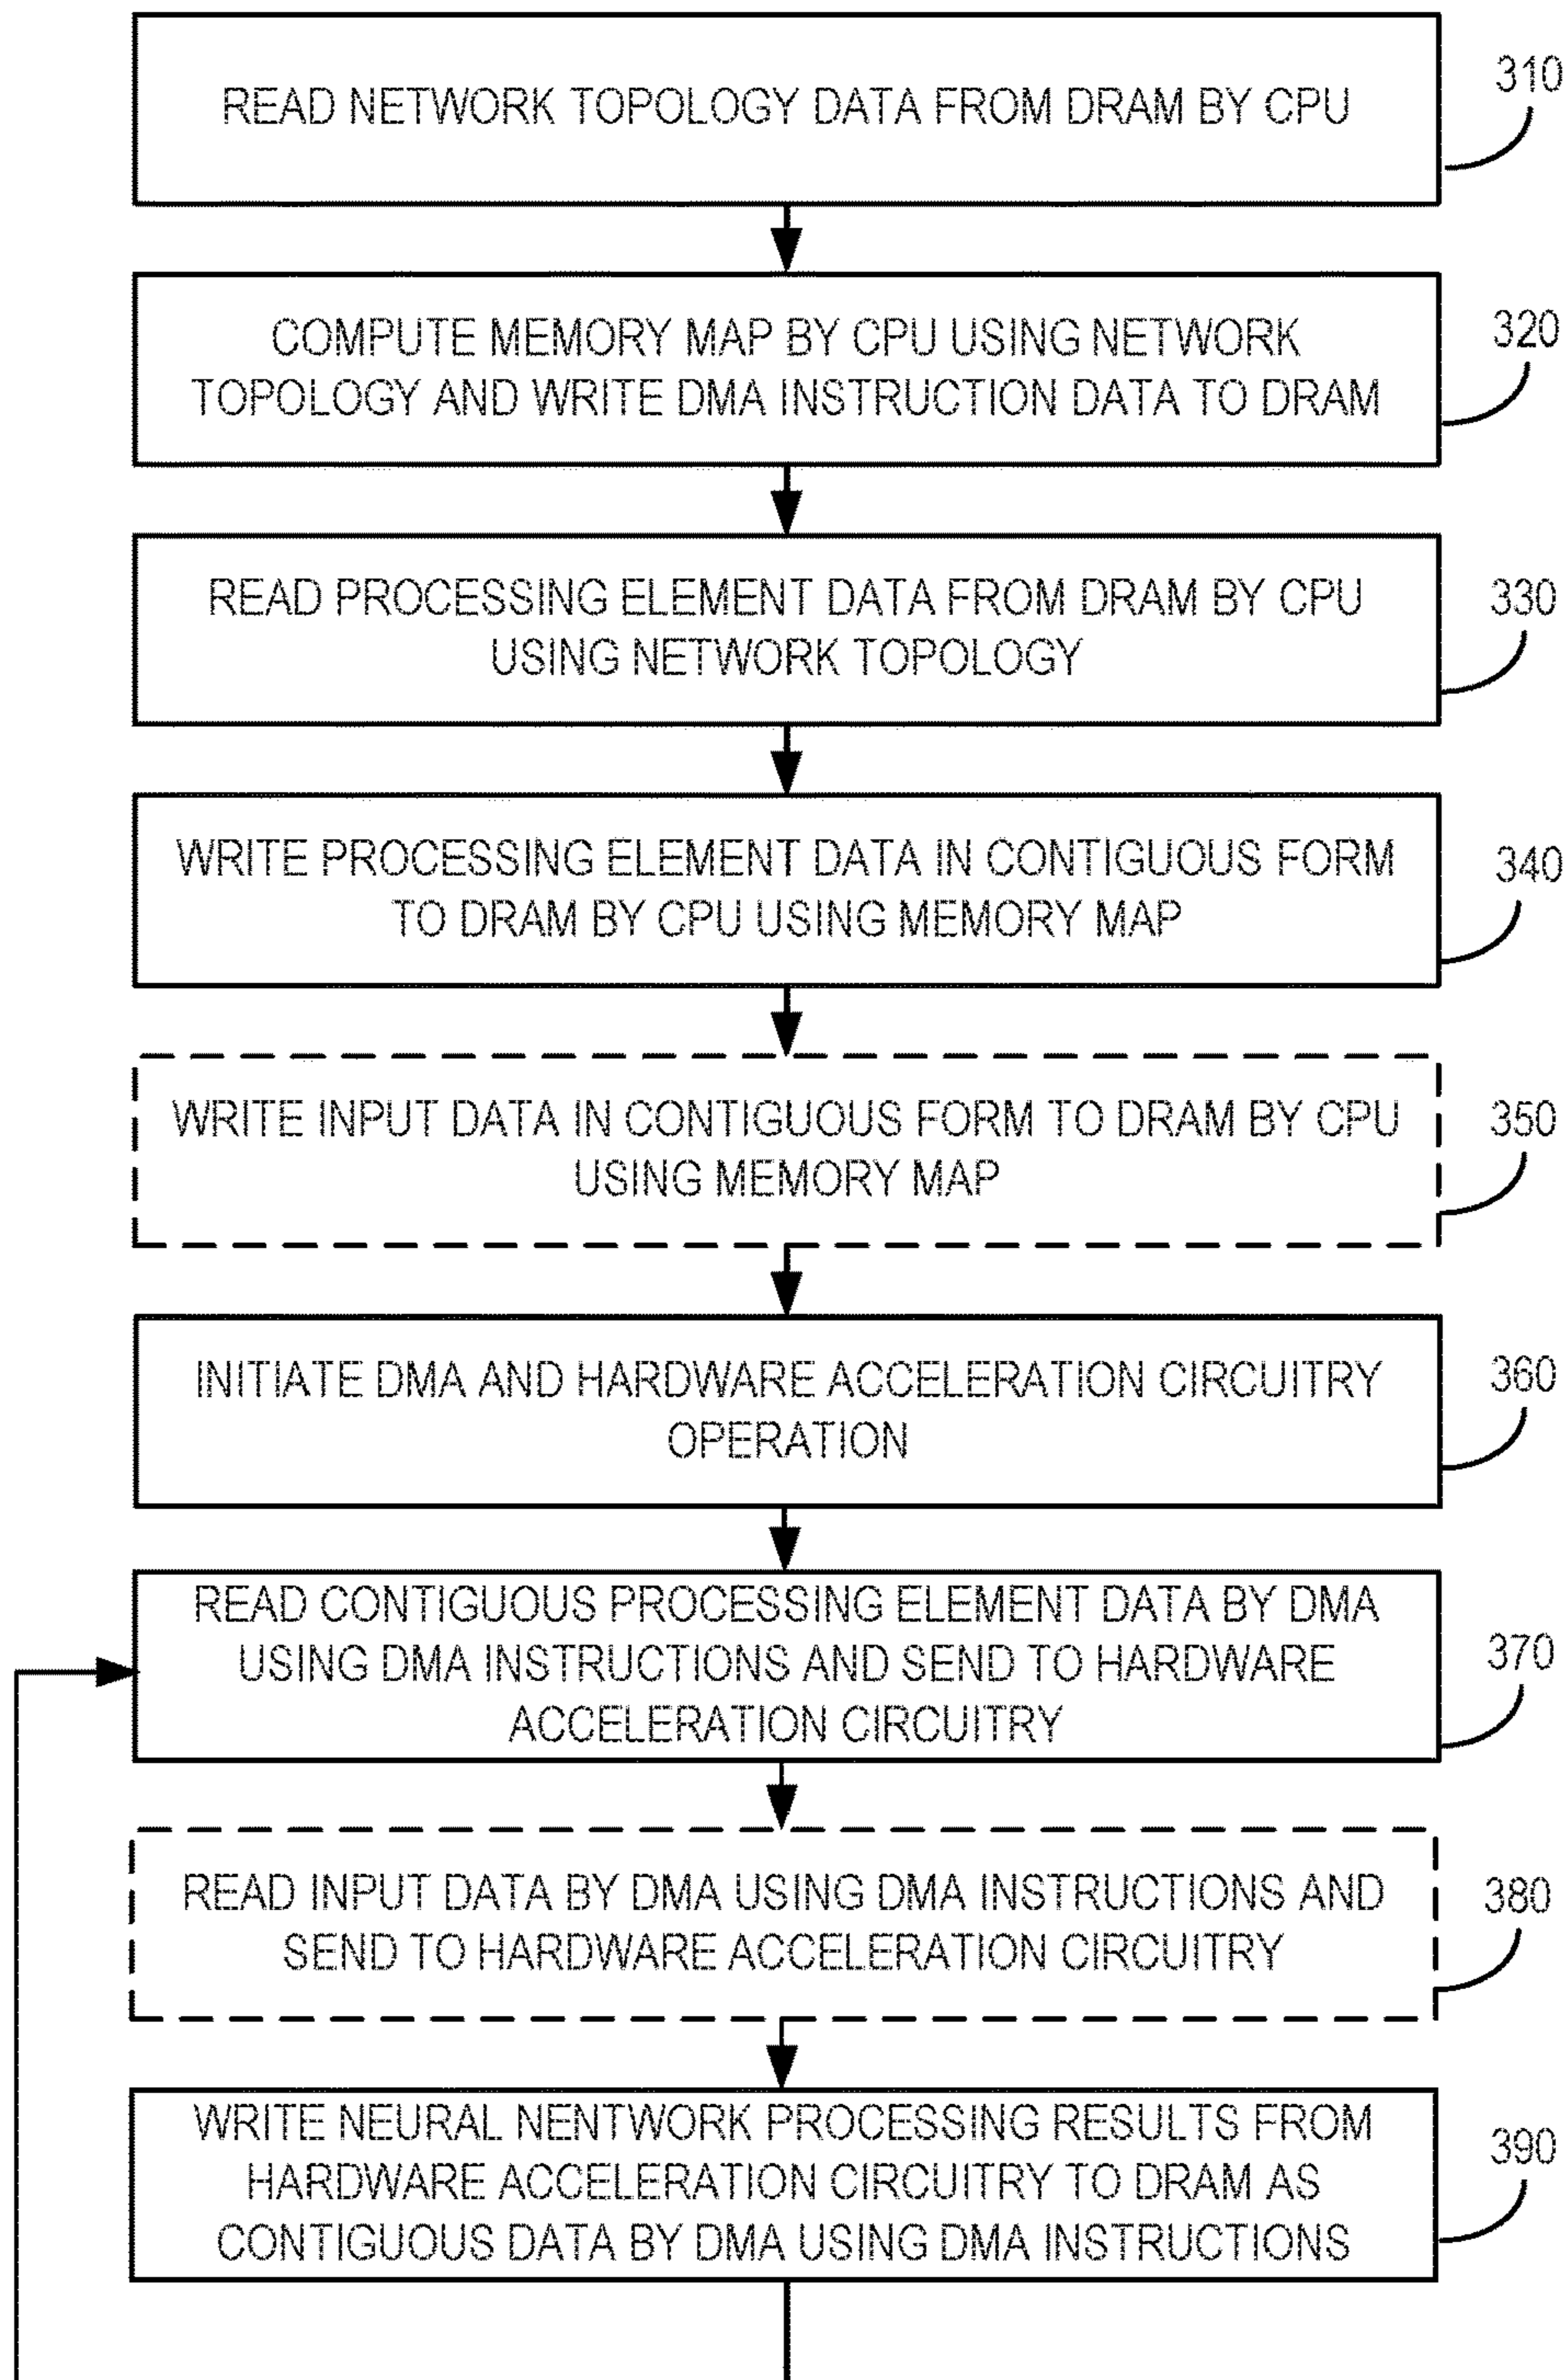 READ NETWORK TOPOLOGY DATA FROM DRAM BY CPU
310
COMPUTE MEMORY MAP BY CPU USING NETWORK
TOPOLOGY AND WRITE DMA INSTRUCTION DATA TO DRAM
320
READ PROCESSING ELEMENT DATA FROM DRAM BY CPU
USING NETWORK TOPOLOGY
330
WRITE PROCESSING ELEMENT DATA IN CONTIGUOUS FORM
TO DRAM BY CPU USING MEMORY MAP
340
WRITE INPUT DATA IN CONTIGUOUS FORM TO DRAM BY CPU
USING MEMORY MAP
350
INITIATE DMA AND HARDWARE ACCELERATION CIRCUITRY
OPERATION
360
READ CONTIGUOUS PROCESSING ELEMENT DATA BY DMA
USING DMA INSTRUCTIONS AND SEND TO HARDWARE
ACCELERATION CIRCUITRY
370
READ INPUT DATA BY DMA USING DMA INSTRUCTIONS AND
SEND TO HARDWARE ACCELERATION CIRCUITRY
380
WRITE NEURAL NENTWORK PROCESSING RESULTS FROM
HARDWARE ACCELERATION CIRCUITRY TO DRAM AS
CONTIGUOUS DATA BY DMA USING DMA INSTRUCTIONS
390